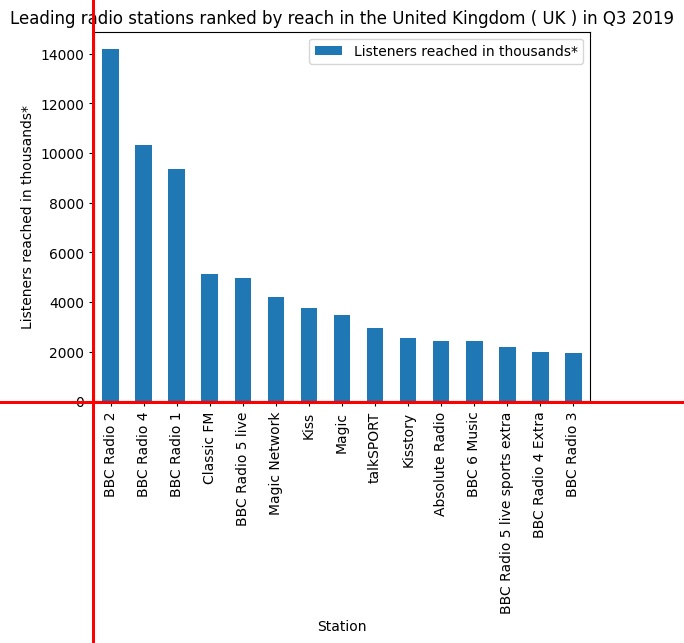 Leading radio stations ranked by reach in the United Kingdom ( UK ) in Q3 2019
Listeners reached in thousands*
Listeners reached in thousands*
14000
12000
10000
8000
6000
4000
2000
0
BBC Radio 2
BBC Radio 4
BBC Radio 1
Classic FM
BBC Radio 5 live
Magic Network
Kiss
Magic
talkSPORT
Kisstory
Absolute Radio
BBC 6 Music
BBC Radio 5 live sports extra
BBC Radio 4 Extra
BBC Radio 3
Station